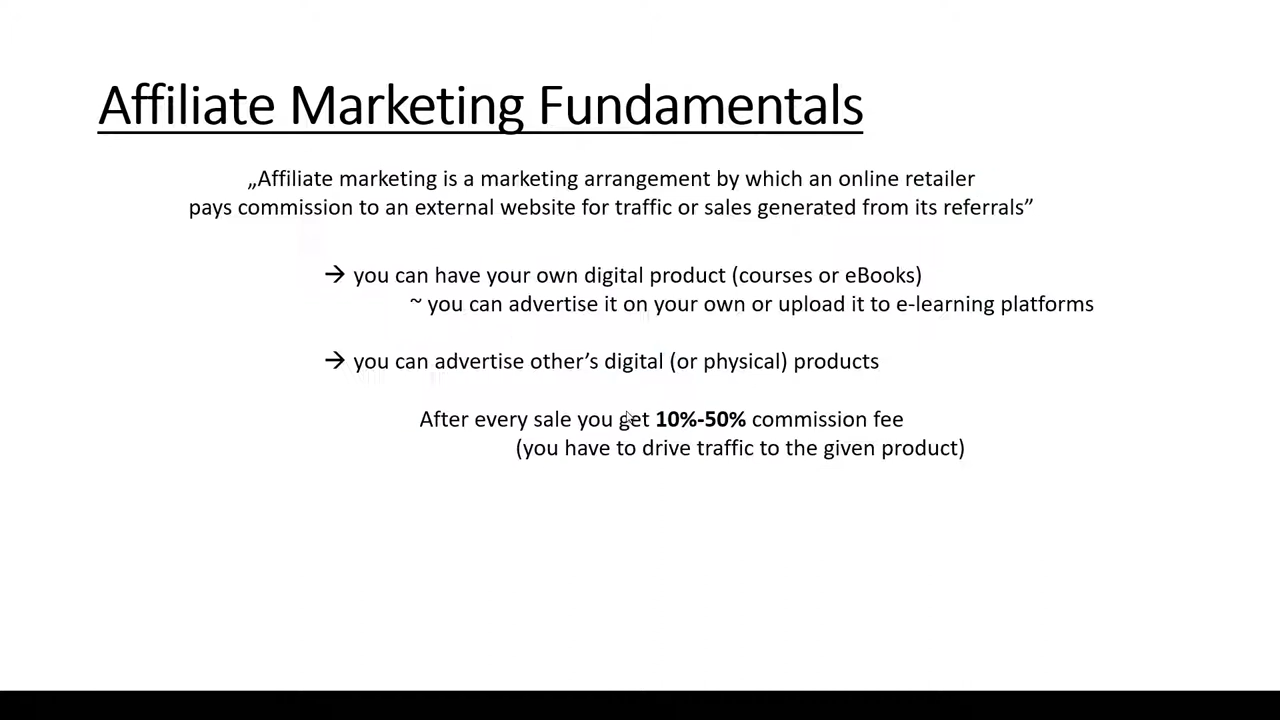 Affiliate Marketing Fundamentals
„Affiliate marketing is a marketing arrangement by which an online retailer
pays commission to an external website for traffic or sales generated from its referrals”
→ you can have your own digital product (courses or eBooks)
~ you can advertise it on your own or upload it to e-learning platforms
→ you can advertise other’s digital (or physical) products
After every sale you get 10%-50% commission fee
(you have to drive traffic to the given product)